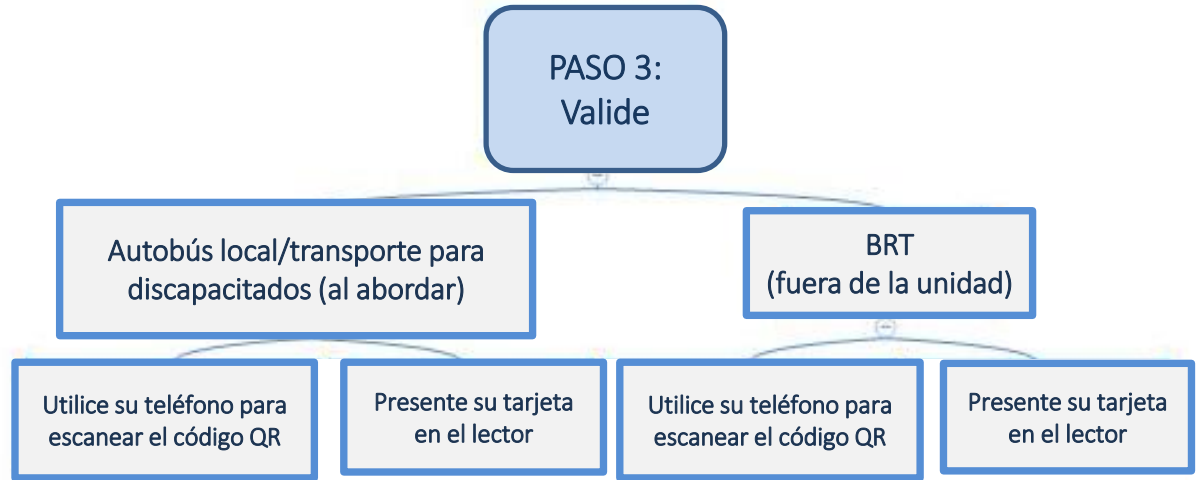 PASO 3:
Valide
Autobús local/transporte para
discapacitados (al abordar)
BRT
(fuera de la unidad)
Utilice su teléfono para
escanear el código QR
Presente su tarjeta
en el lector
Utilice su teléfono para
escanear el código QR
Presente su tarjeta
en el lector